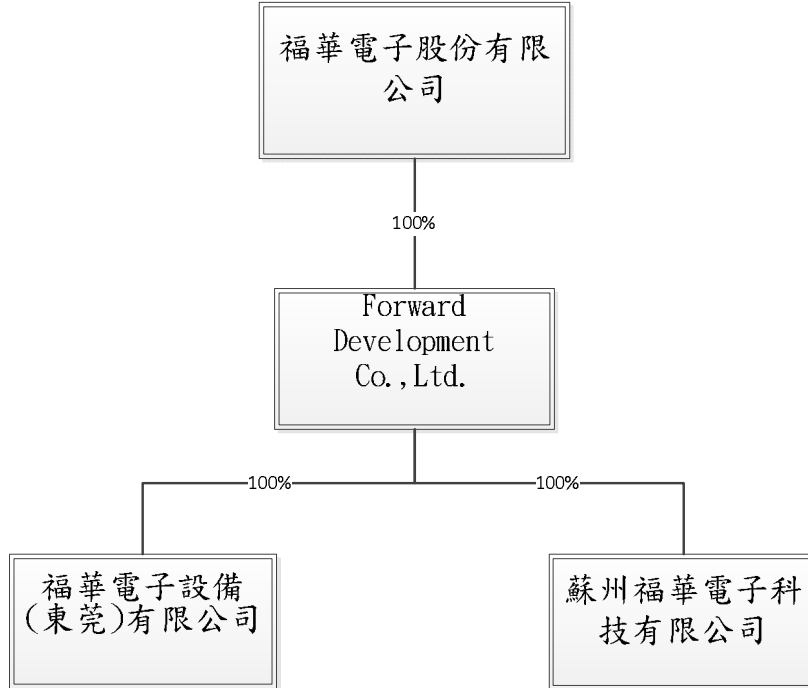 福華電子股份有限
公司
100%
Forward
Development
Co.,Ltd.
100%
100%
福華電子設備
(東莞)有限公司
蘇州福華電子科
技有限公司